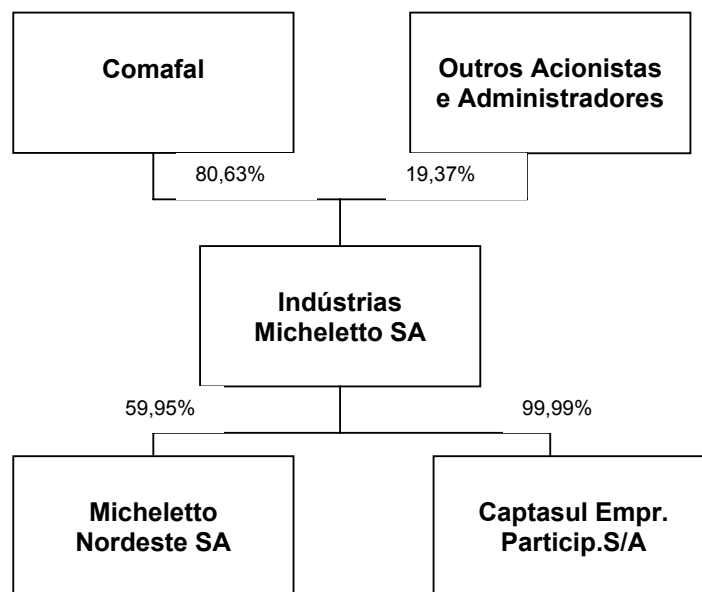 Comafal
Outros Acionistas
e Administradores
80,63%
19,37%
Indústrias
Micheletto SA
59,95%
99,99%
Micheletto
Nordeste SA
Captasul Empr.
Particip.S/A